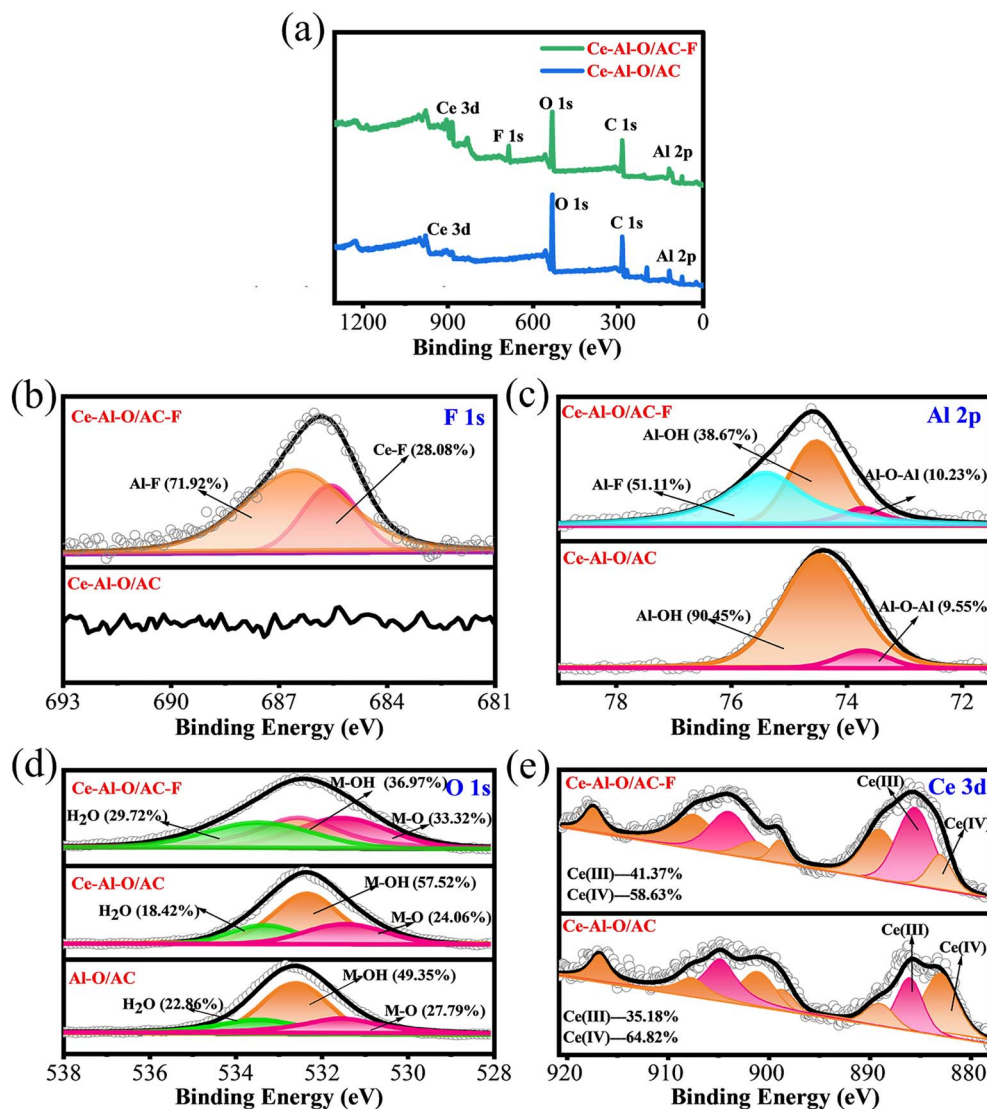 (a)
Ce-Al-O/AC-F
Ce-Al-O/AC
Ce 3d
F 1s
O 1s
C 1s
Al 2p
Ce 3d
O 1s
C 1s
Al 2p
1200 900 600 300 0
Binding Energy (eV)
(b)
Ce-Al-O/AC-F
F 1s
Al-F (71.92%)
Ce-F (28.08%)
Ce-Al-O/AC
693 690 687 684 681
Binding Energy (eV)
(c)
Ce-Al-O/AC-F
Al 2p
Al-OH (38.67%)
Al-F (51.11%)
Al-O-Al (10.23%)
Ce-Al-O/AC
Al-OH (90.45%)
Al-O-Al (9.55%)
78 76 74 72
Binding Energy (eV)
(d)
Ce-Al-O/AC-F
O 1s
M-OH (36.97%)
H2O (29.72%)
M-O (33.32%)
Ce-Al-O/AC
M-OH (57.52%)
H2O (18.42%)
M-O (24.06%)
Al-O/AC
M-OH (49.35%)
H2O (22.86%)
M-O (27.79%)
538 536 534 532 530 528
Binding Energy (eV)
(e)
Ce-Al-O/AC-F
Ce 3d
Ce(III)
Ce(IV)
Ce(III)---41.37%
Ce(IV)---58.63%
Ce-Al-O/AC
Ce(III)
Ce(IV)
Ce(III)---35.18%
Ce(IV)---64.82%
920 910 900 890 880
Binding Energy (eV)